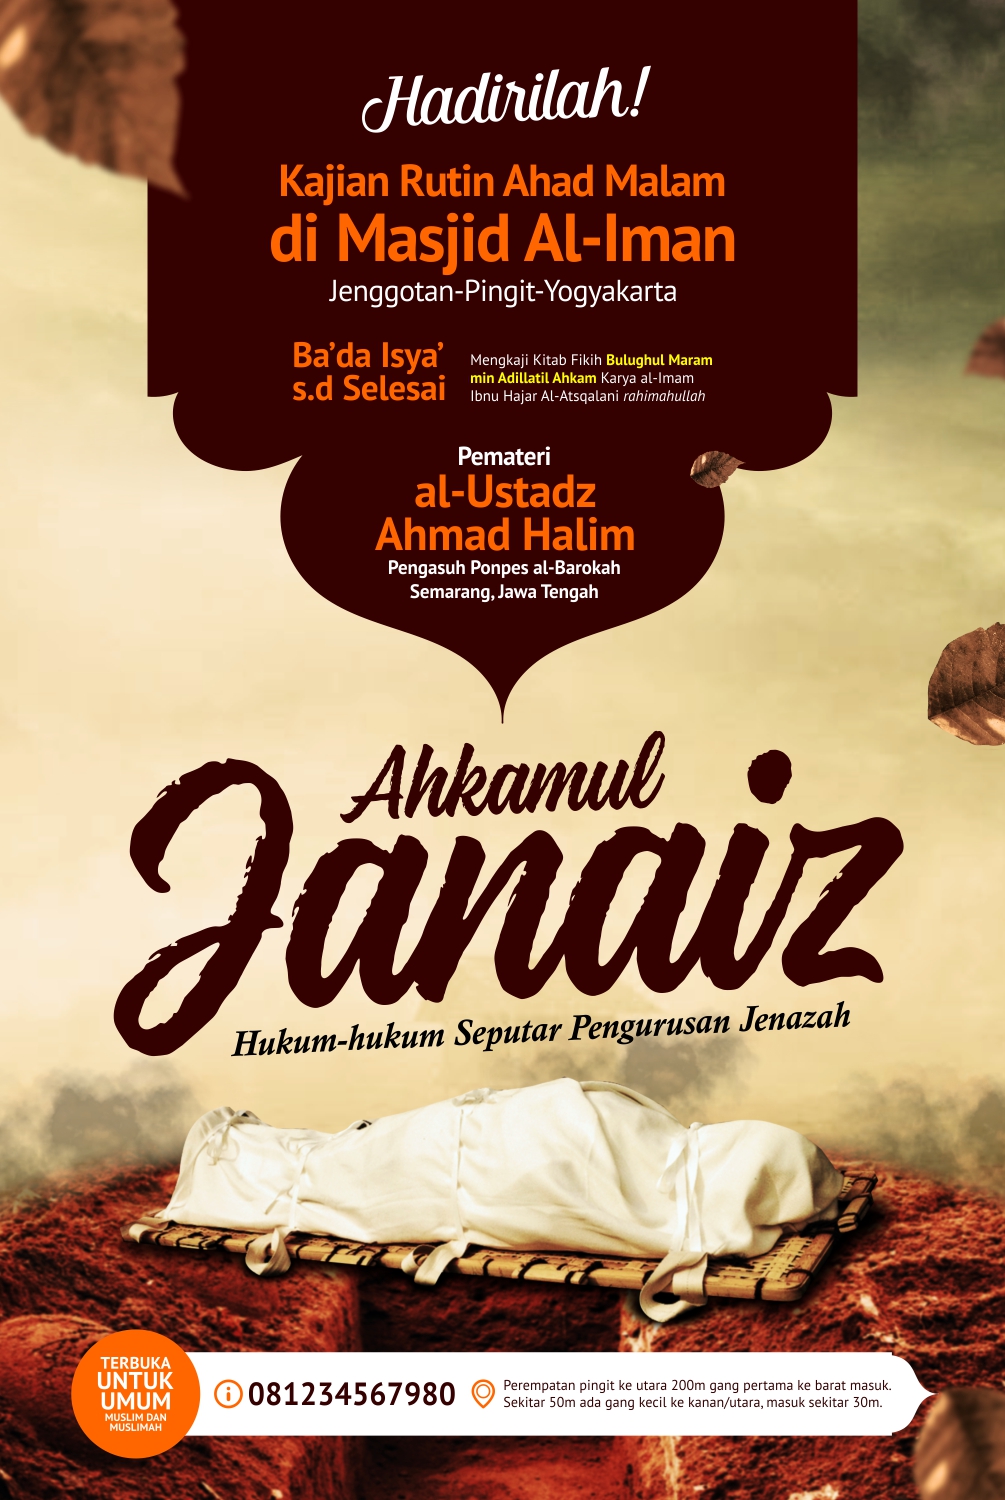 Hadirilah!
Kajian Rutin Ahad Malam
di Masjid Al-Iman
Jenggotan-Pingit-Yogyakarta
Ba'da Isya'
s.d Selesai
Mengkaji Kitab Fikih Bulughul Maram
min Adillatil Ahkam Karya al-Imam
Ibnu Hajar Al-Atsqalani rahimahullah
Pemateri
al-Ustadz
Ahmad Halim
Pengasuh Ponpes al-Barokah
Semarang, Jawa Tengah
Ahkamul
Janaiz
Hukum-hukum Seputar Pengurusan Jenazah
TERBUKA
UNTUK
UMUM
MUSLIM DAN
MUSLIMAH
081234567980
Perempatan pingit ke utara 200m gang pertama ke barat masuk.
Sekitar 50m ada gang kecil ke kanan/utara, masuk sekitar 30m.